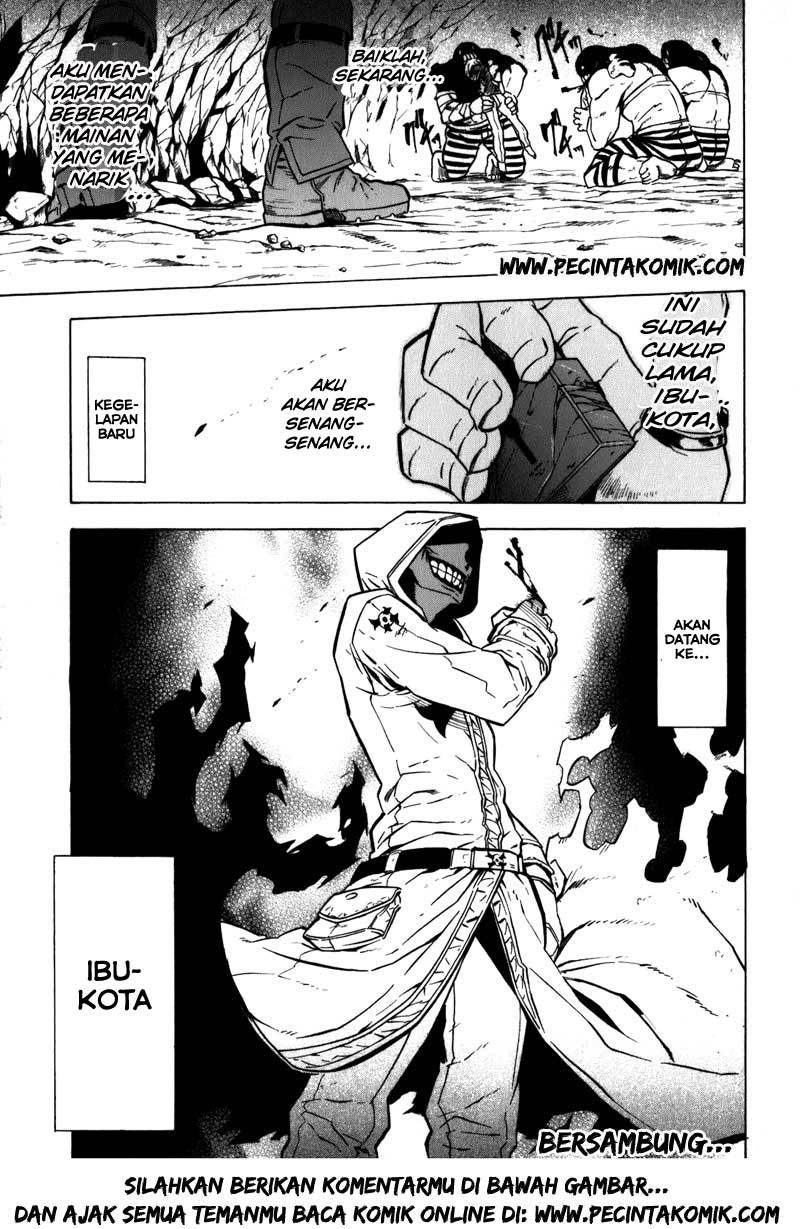 BAIKLAH,
SEKARANG...
AKU MEN-
DAPATKAN
BEBERAPA
MAINAN
YANG ME-
NARIK ...
WWW.PECINTAKOMIK.COM
INI
SUDAH
CUKUP
LAMA,
IBU-
KOTA,...
AKU
AKAN BER-
SENANG-
SENANG...
KEGE-
LAPAN
BARU
AKAN
DATANG
KE...
IBU-
KOTA
BERSAMBUNG...
SILAHKAN BERIKAN KOMENTARMU DI BAWAH GAMBAR...
DAN AJAK SEMUA TEMANMU BACA KOMIK ONLINE DI: WWW.PECINTAKOMIK.COM